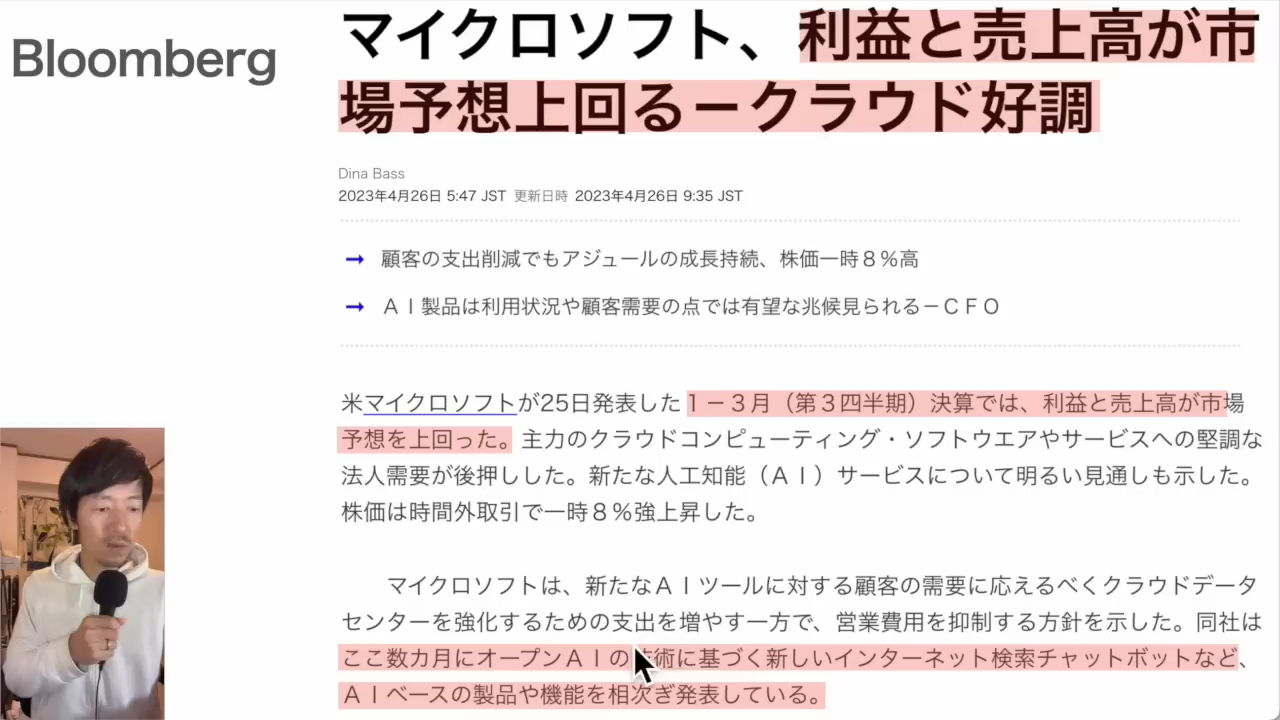 Bloomberg
マイクロソフト、利益と売上高が市
場予想上回る－クラウド好調
Dina Bass
2023年4月26日 5:47 JST 更新日時 2023年4月26日 9:35 JST
→ 顧客の支出削減でもアジュールの成長持続、株価一時８％高
→ ＡＩ製品は利用状況や顧客需要の点では有望な兆候見られる－ＣＦＯ
米マイクロソフトが25日発表した１－３月（第３四半期）決算では、利益と売上高が市場
予想を上回った。主力のクラウドコンピューティング・ソフトウエアやサービスへの堅調な
法人需要が後押しした。新たな人工知能（ＡＩ）サービスについて明るい見通しも示した。
株価は時間外取引で一時８％強上昇した。
マイクロソフトは、新たなＡＩツールに対する顧客の需要に応えるべくクラウドデータ
センターを強化するための支出を増やす一方で、営業費用を抑制する方針を示した。同社は
ここ数カ月にオープンＡＩの技術に基づく新しいインターネット検索チャットボットなど、
ＡＩベースの製品や機能を相次ぎ発表している。